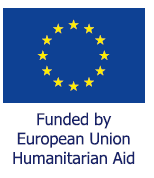 Funded by
European Union
Humanitarian Aid